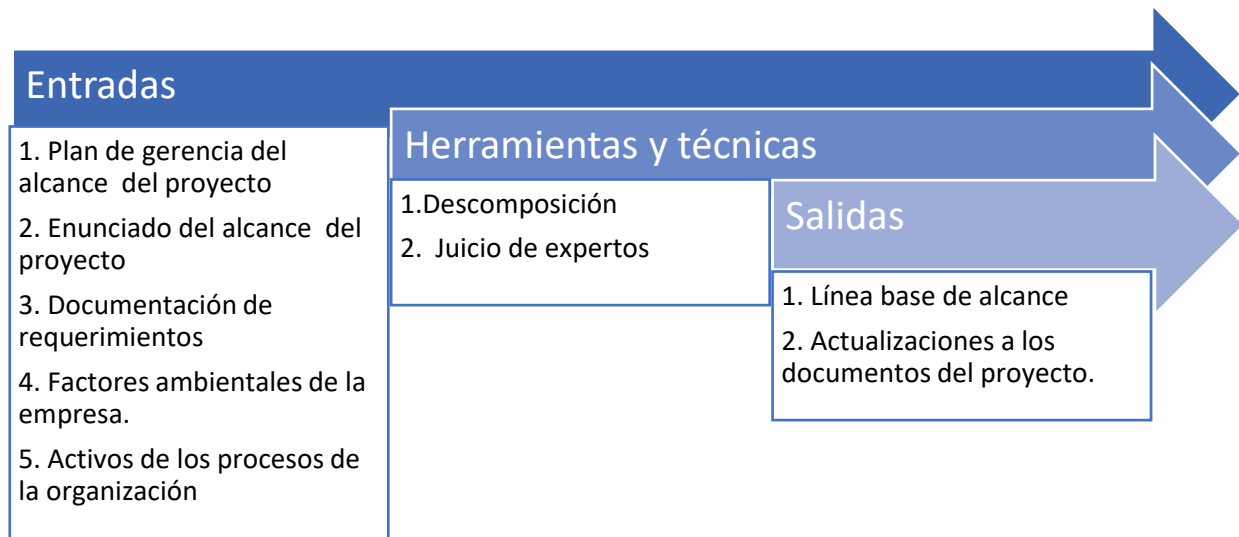 Entradas
1. Plan de gerencia del
alcance  del proyecto
2. Enunciado del alcance  del
proyecto
3. Documentación de
requerimientos
4. Factores ambientales de la
empresa.
5. Activos de los procesos de
la organización
Herramientas y técnicas
1.Descomposición
2.  Juicio de expertos
Salidas
1. Línea base de alcance
2. Actualizaciones a los
documentos del proyecto.